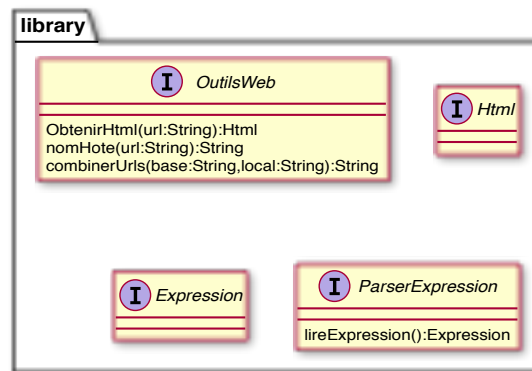 library
I OutilsWeb
ObtenirHtml(url:String):Html
nomHote(url:String):String
combinerUrls(base:String,local:String):String
I Html
I Expression
I ParserExpression
lireExpression():Expression